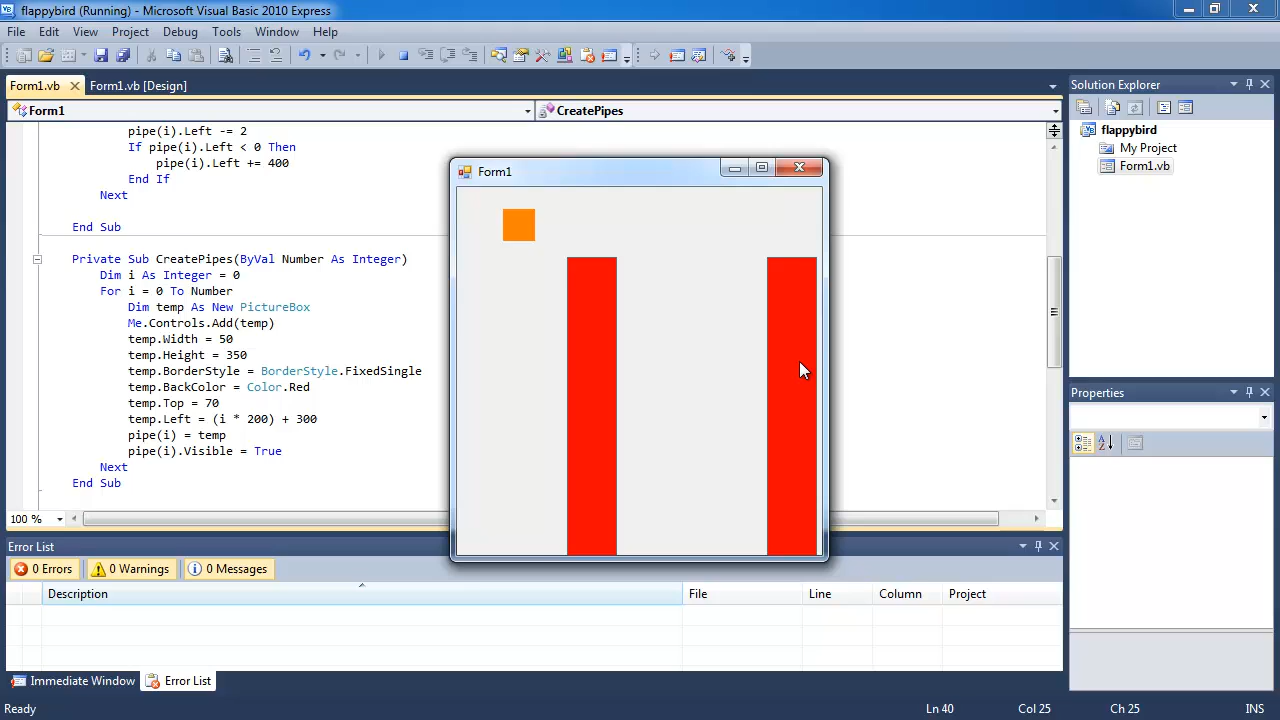 flappybird (Running) - Microsoft Visual Basic 2010 Express
File Edit View Project Debug Tools Window Help
Form1.vb Form1.vb [Design]
Form1 CreatePipes
pipe(i).Left -= 2
If pipe(i).Left < 0 Then
pipe(i).Left += 400
End If
Next
End Sub
Private Sub CreatePipes(ByVal Number As Integer)
Dim i As Integer = 0
For i = 0 To Number
Dim temp As New PictureBox
Me.Controls.Add(temp)
temp.Width = 50
temp.Height = 350
temp.BorderStyle = BorderStyle.FixedSingle
temp.BackColor = Color.Red
temp.Top = 70
temp.Left = (i * 200) + 300
pipe(i) = temp
pipe(i).Visible = True
Next
End Sub
100 %
Form1
Solution Explorer
flappybird
My Project
Form1.vb
Properties
Error List
0 Errors 0 Warnings 0 Messages
Description File Line Column Project
Immediate Window Error List
Ready Ln 40 Col 25 Ch 25 INS